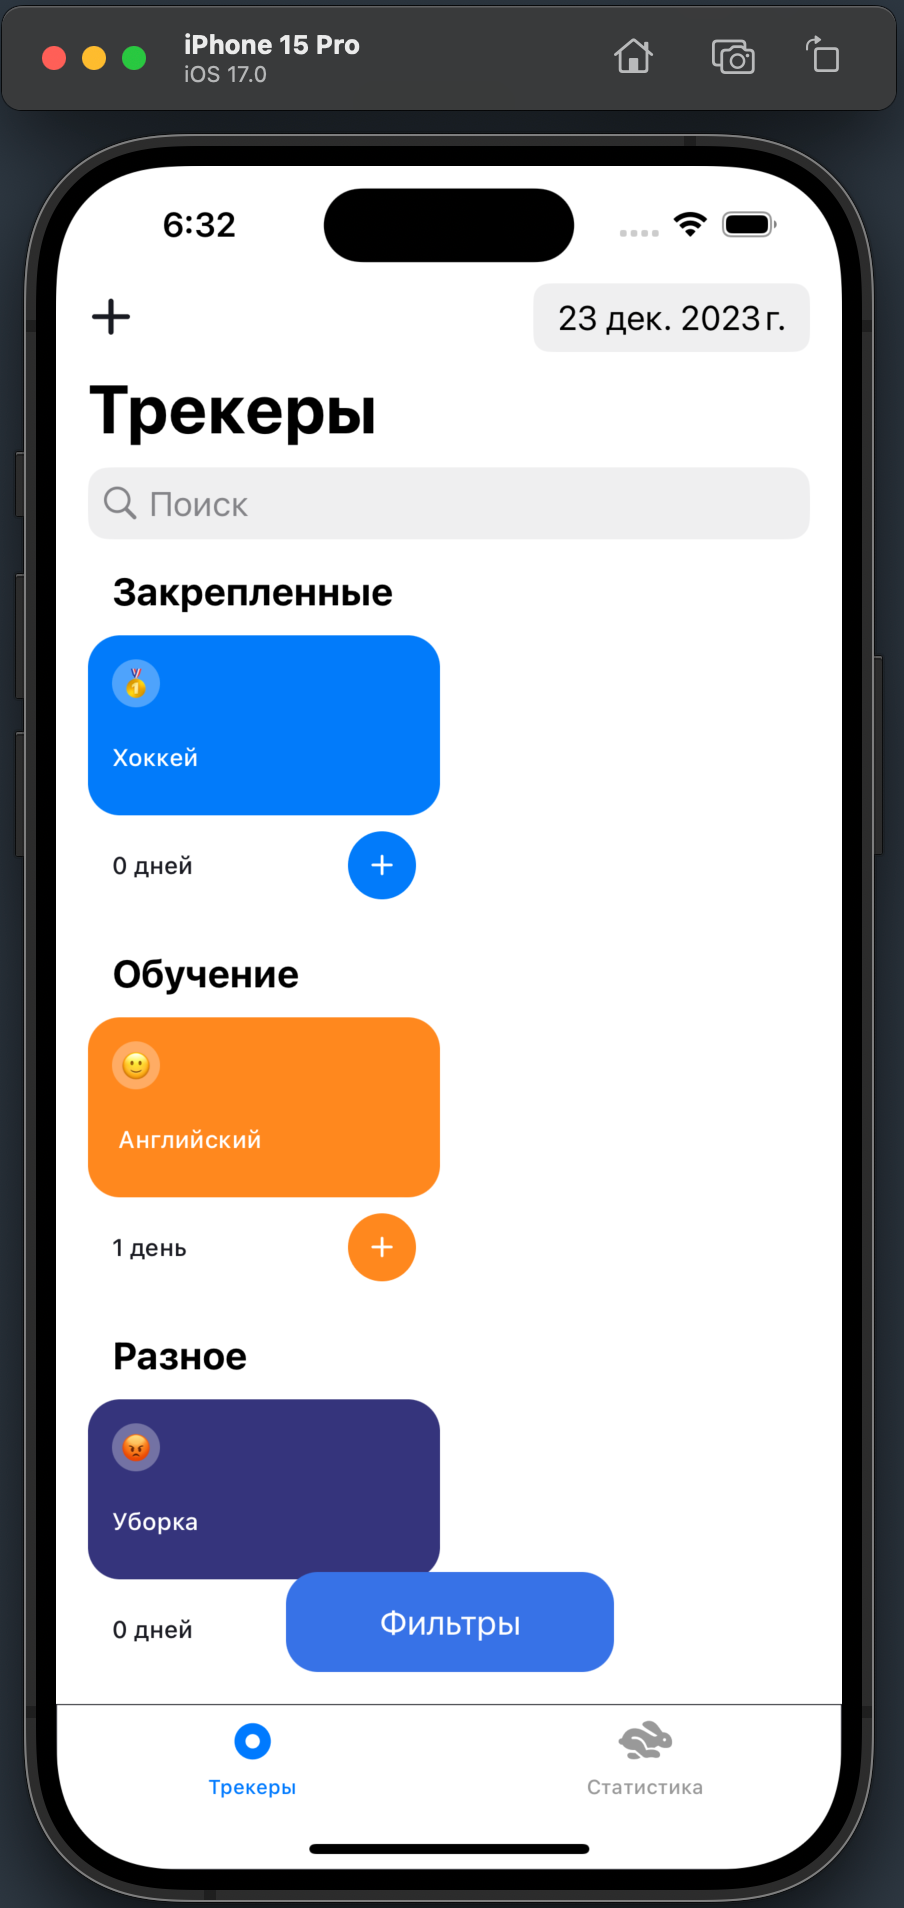 iPhone 15 Pro
iOS 17.0
6:32
23 дек. 2023 г.
Трекеры
Поиск
Закрепленные
Хоккей
0 дней
Обучение
Английский
1 день
Разное
Уборка
0 дней
Фильтры
Трекеры
Статистика